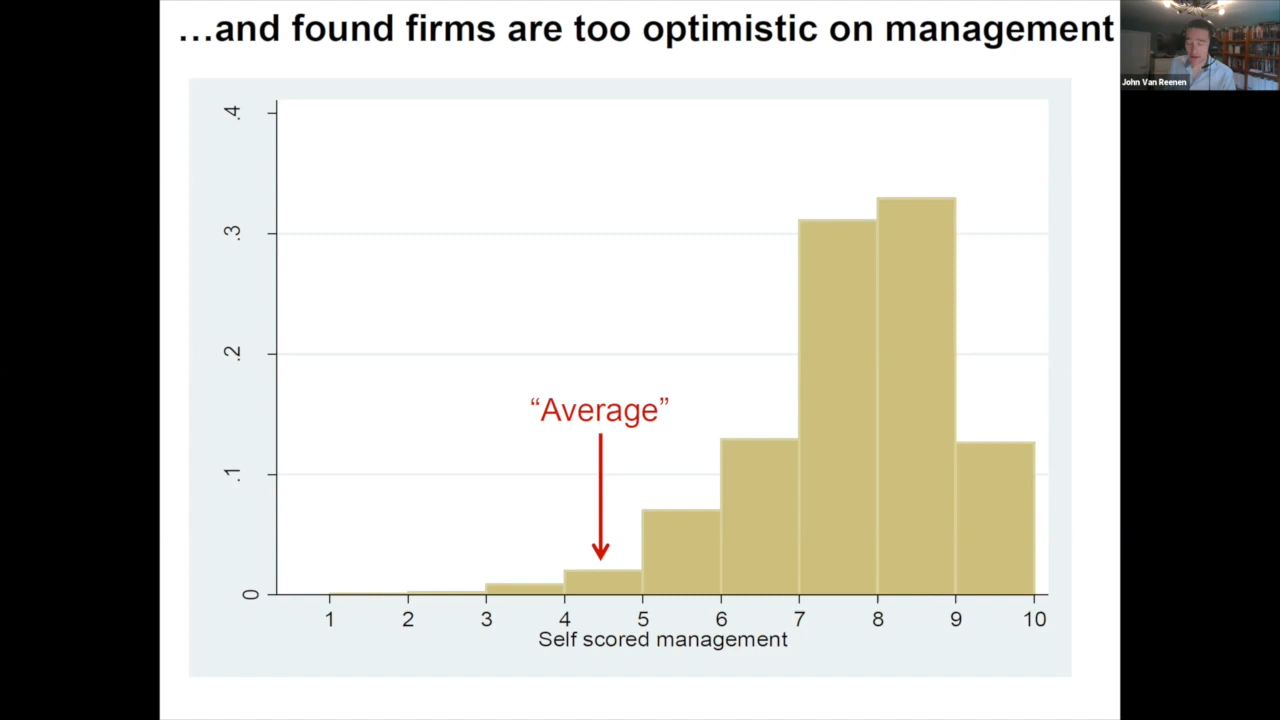 …and found firms are too optimistic on management
John Van Reenen
.4
.3
.2
“Average”
.1
0
1 2 3 4 5 6 7 8 9 10
Self scored management